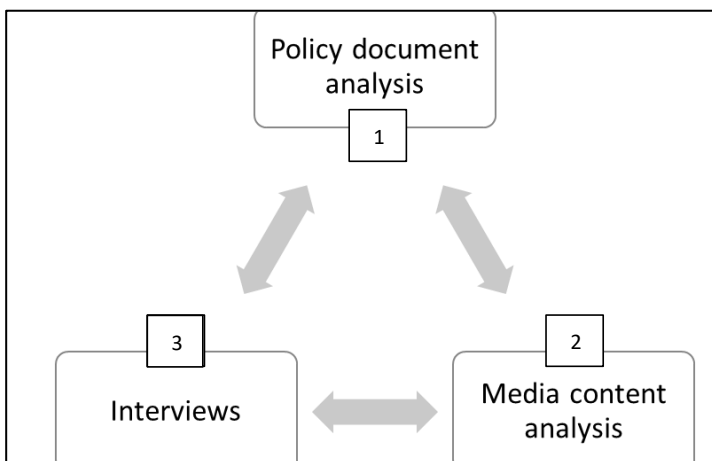 Policy document
analysis
1
3
2
Interviews
Media content
analysis